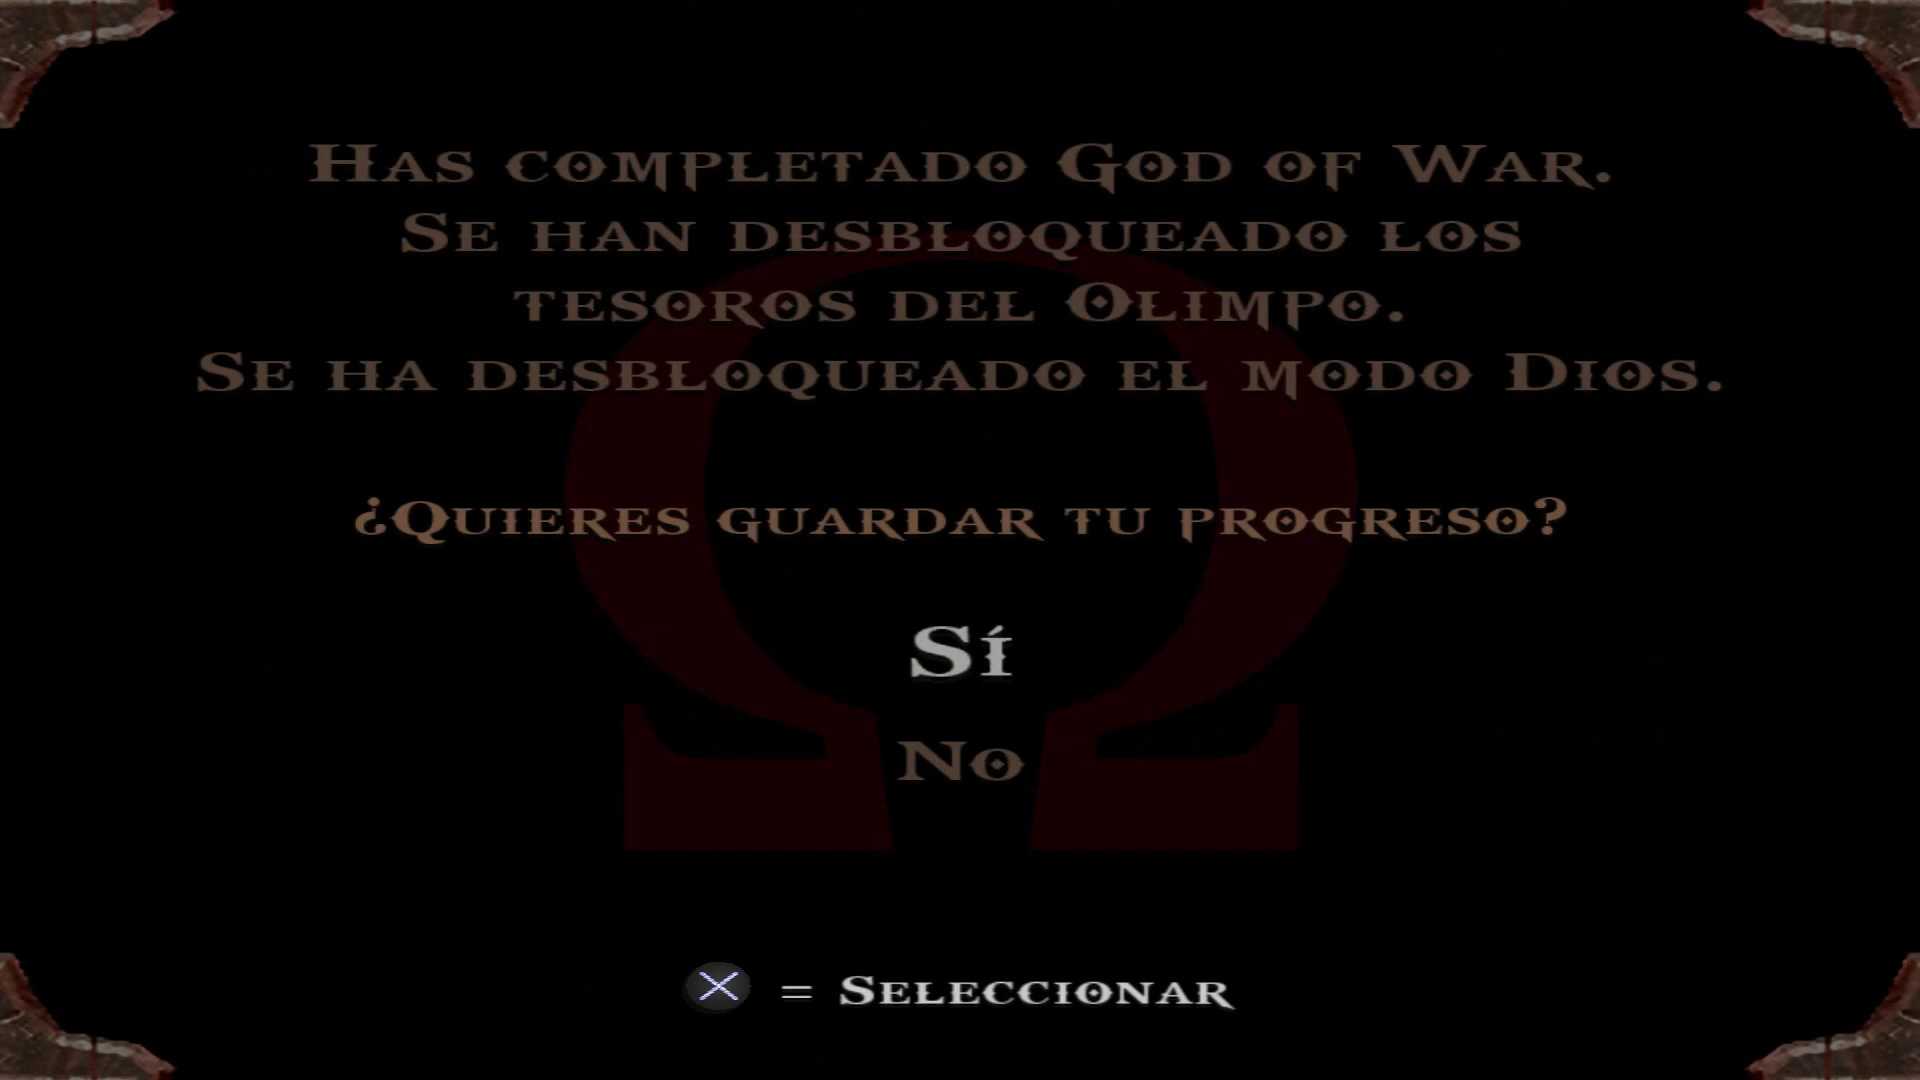 Has completado God of War.
Se han desbloqueado los
tesoros del Olimpo.
Se ha desbloqueado el modo Dios.
¿Quieres guardar tu progreso?
Sí
No
= Seleccionar